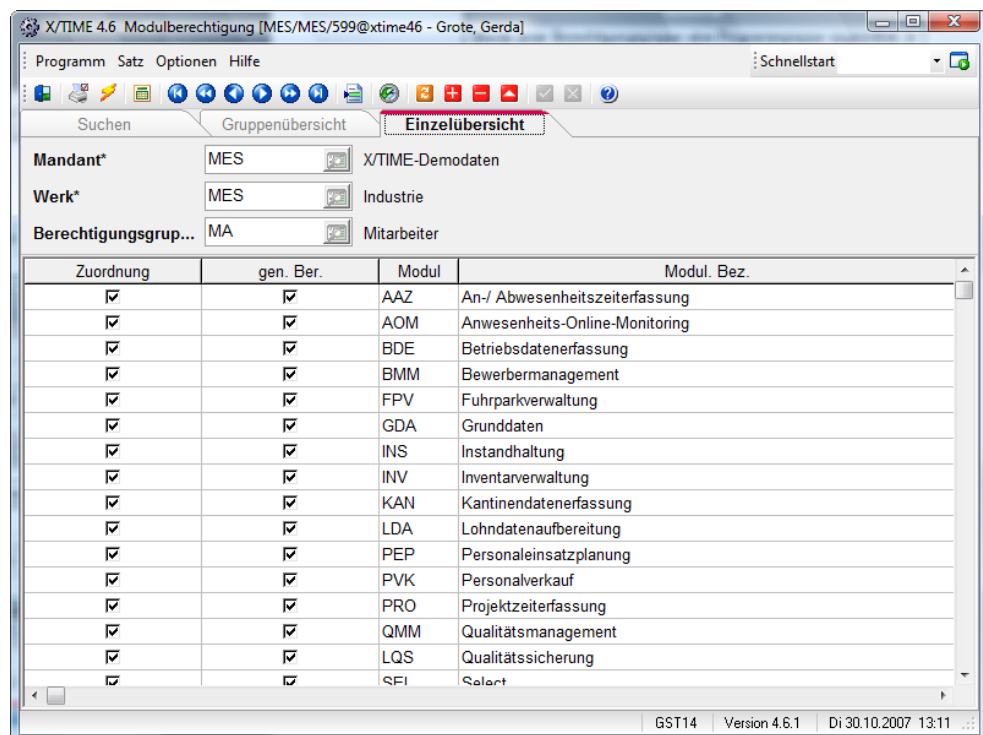 X/TIME 4.6 Modulberechtigung [MES/MES/599@xtime46 - Grote, Gerda]
Programm Satz Optionen Hilfe Schnellstart
Suchen Gruppenübersicht Einzelübersicht
Mandant* MES X/TIME-Demodaten
Werk* MES Industrie
Berechtigungsgrup... MA Mitarbeiter
Zuordnung gen. Ber. Modul Modul. Bez.
AAZ An-/ Abwesenheitszeiterfassung
AOM Anwesenheits-Online-Monitoring
BDE Betriebsdatenerfassung
BMM Bewerbermanagement
FPV Fuhrparkverwaltung
GDA Grunddaten
INS Instandhaltung
INV Inventarverwaltung
KAN Kantinendatenerfassung
LDA Lohndatenaufbereitung
PEP Personaleinsatzplanung
PVK Personalverkauf
PRO Projektzeiterfassung
QMM Qualitätsmanagement
LQS Qualitätssicherung
SEL Select
GST14 Version 4.6.1 Di 30.10.2007 13:11